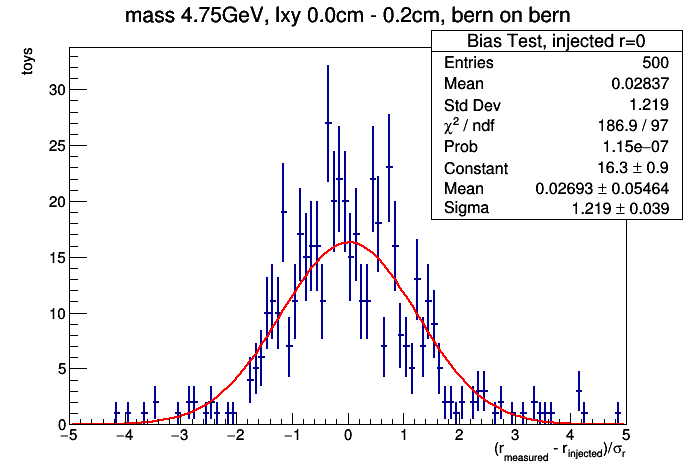 mass 4.75GeV, lxy 0.0cm - 0.2cm, bern on bern
toys
Bias Test, injected r=0
Entries 500
Mean 0.02837
Std Dev 1.219
χ² / ndf 186.9 / 97
Prob 1.15e−07
Constant 16.3 ± 0.9
Mean 0.02693 ± 0.05464
Sigma 1.219 ± 0.039
30
25
20
15
10
5
0
−5 −4 −3 −2 −1 0 1 2 3 4 5
(r_measured - r_injected)/σ_r